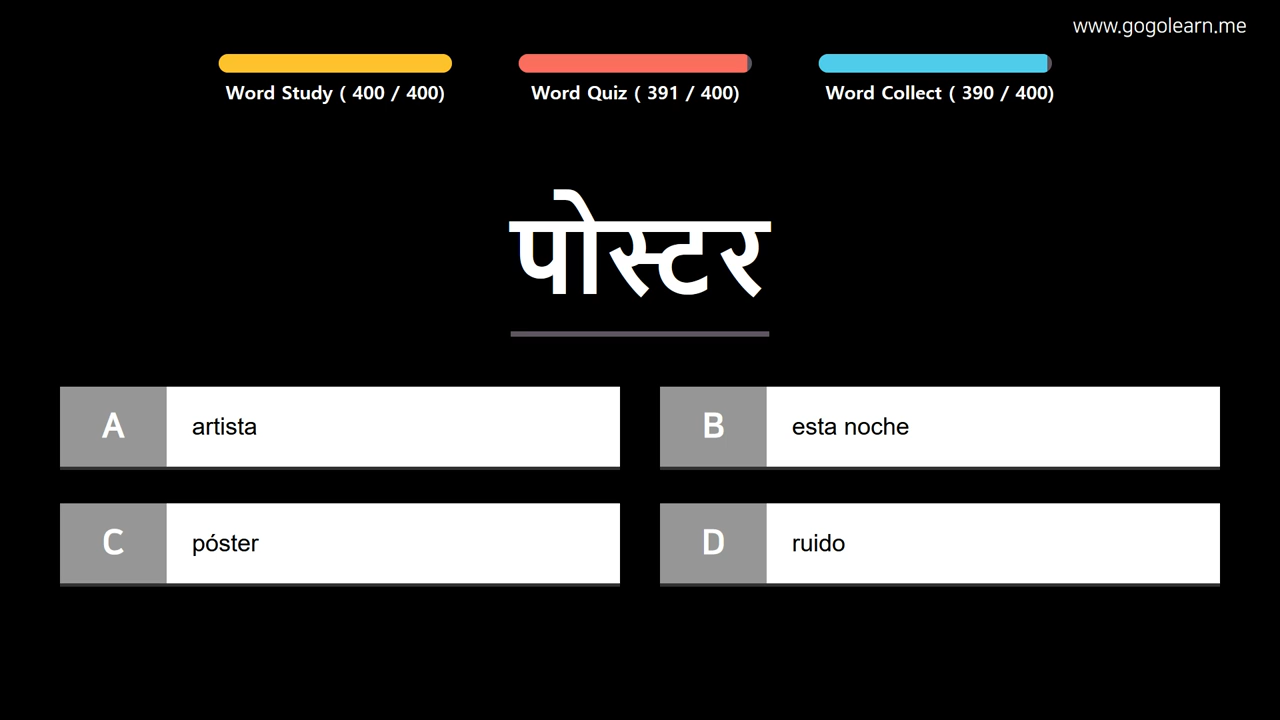 www.gogolearn.me
Word Study ( 400 / 400)
Word Quiz ( 391 / 400)
Word Collect ( 390 / 400)
पोस्टर
A
artista
B
esta noche
C
póster
D
ruido